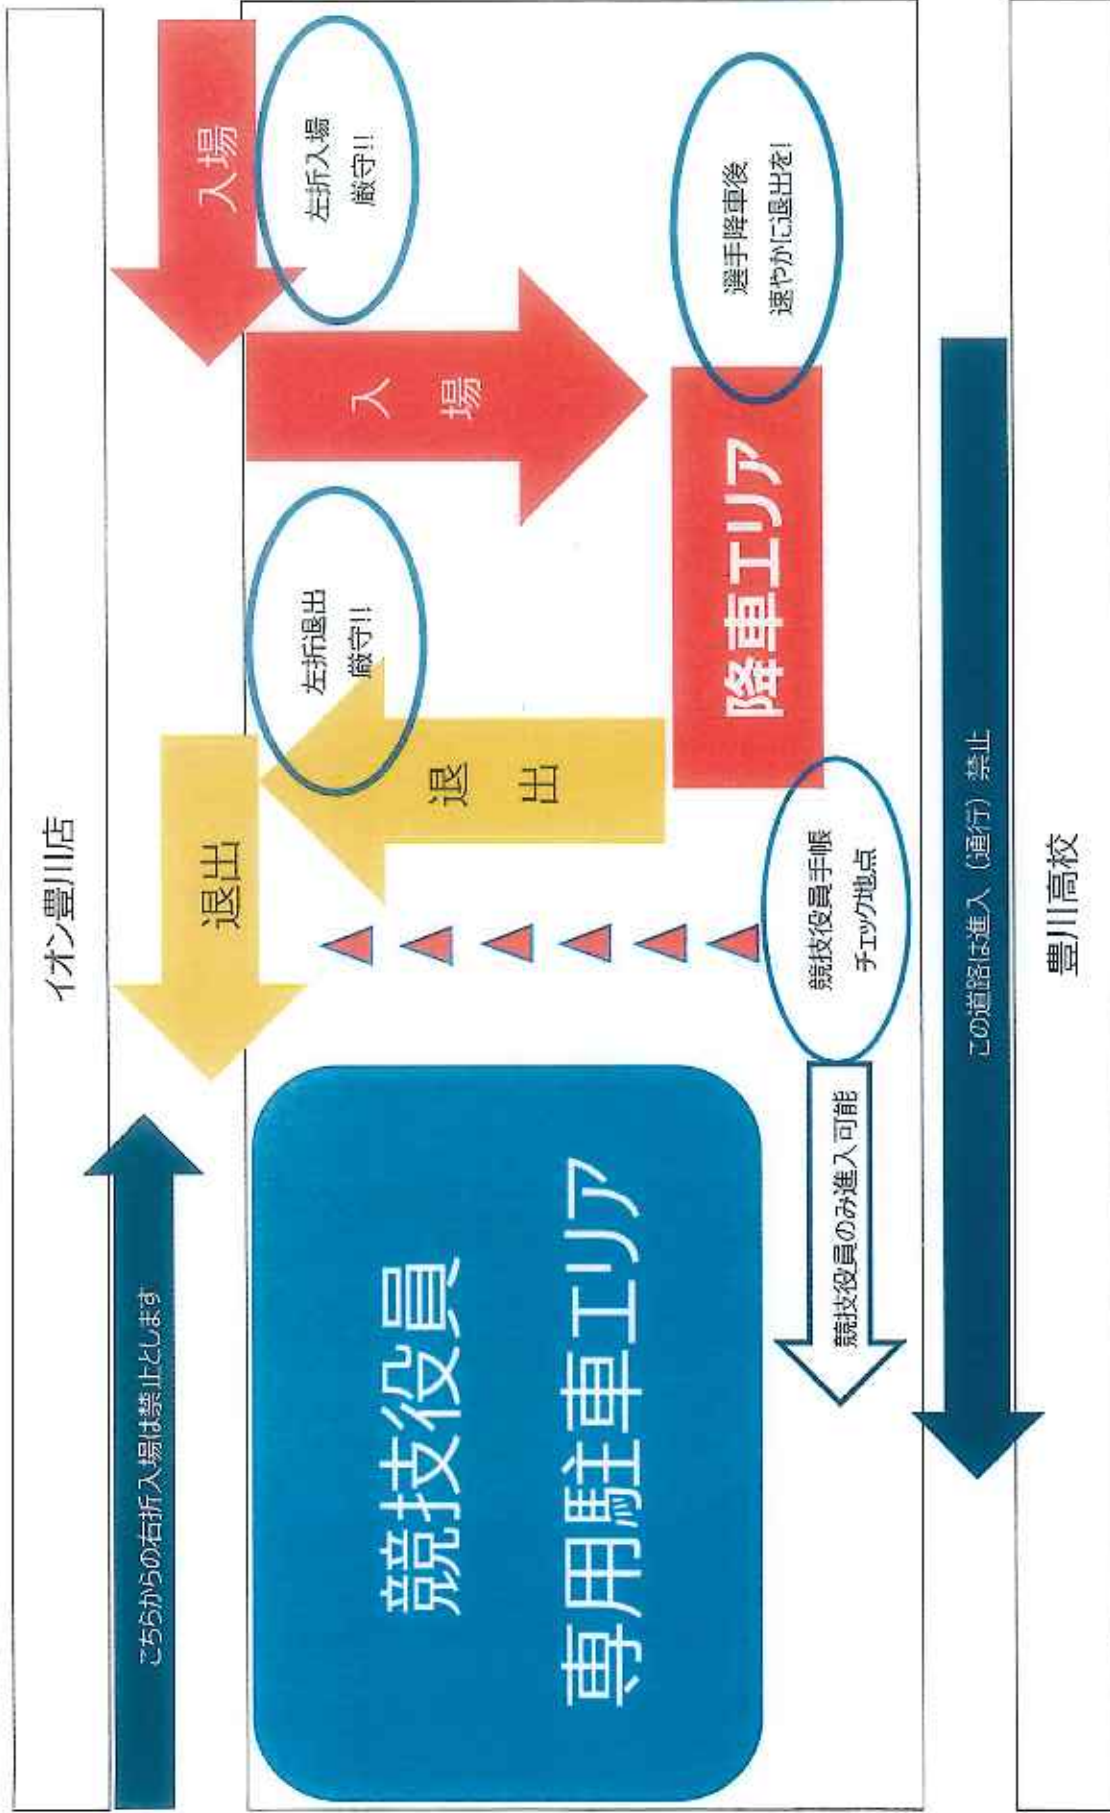 イオン豊川店
こちらからの右折入場は禁止とします
退出
入場
競技役員
専用駐車エリア
退
出
左折退出
厳守!!
入
場
左折入場
厳守!!
競技役員手帳
チェック地点
競技役員のみ進入可能
降車エリア
選手降車後
速やかに退出を!
この道路は進入（通行）禁止
豊川高校